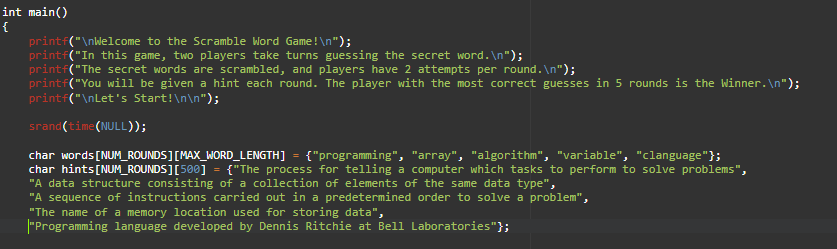 int main()
{
    printf("\nWelcome to the Scramble Word Game!\n");
    printf("In this game, two players take turns guessing the secret word.\n");
    printf("The secret words are scrambled, and players have 2 attempts per round.\n");
    printf("You will be given a hint each round. The player with the most correct guesses in 5 rounds is the Winner.\n");
    printf("\nLet's Start!\n\n");
    srand(time(NULL));
    char words[NUM_ROUNDS][MAX_WORD_LENGTH] = {"programming", "array", "algorithm", "variable", "clanguage"};
    char hints[NUM_ROUNDS][500] = {"The process for telling a computer which tasks to perform to solve problems",
    "A data structure consisting of a collection of elements of the same data type",
    "A sequence of instructions carried out in a predetermined order to solve a problem",
    "The name of a memory location used for storing data",
    "Programming language developed by Dennis Ritchie at Bell Laboratories"};